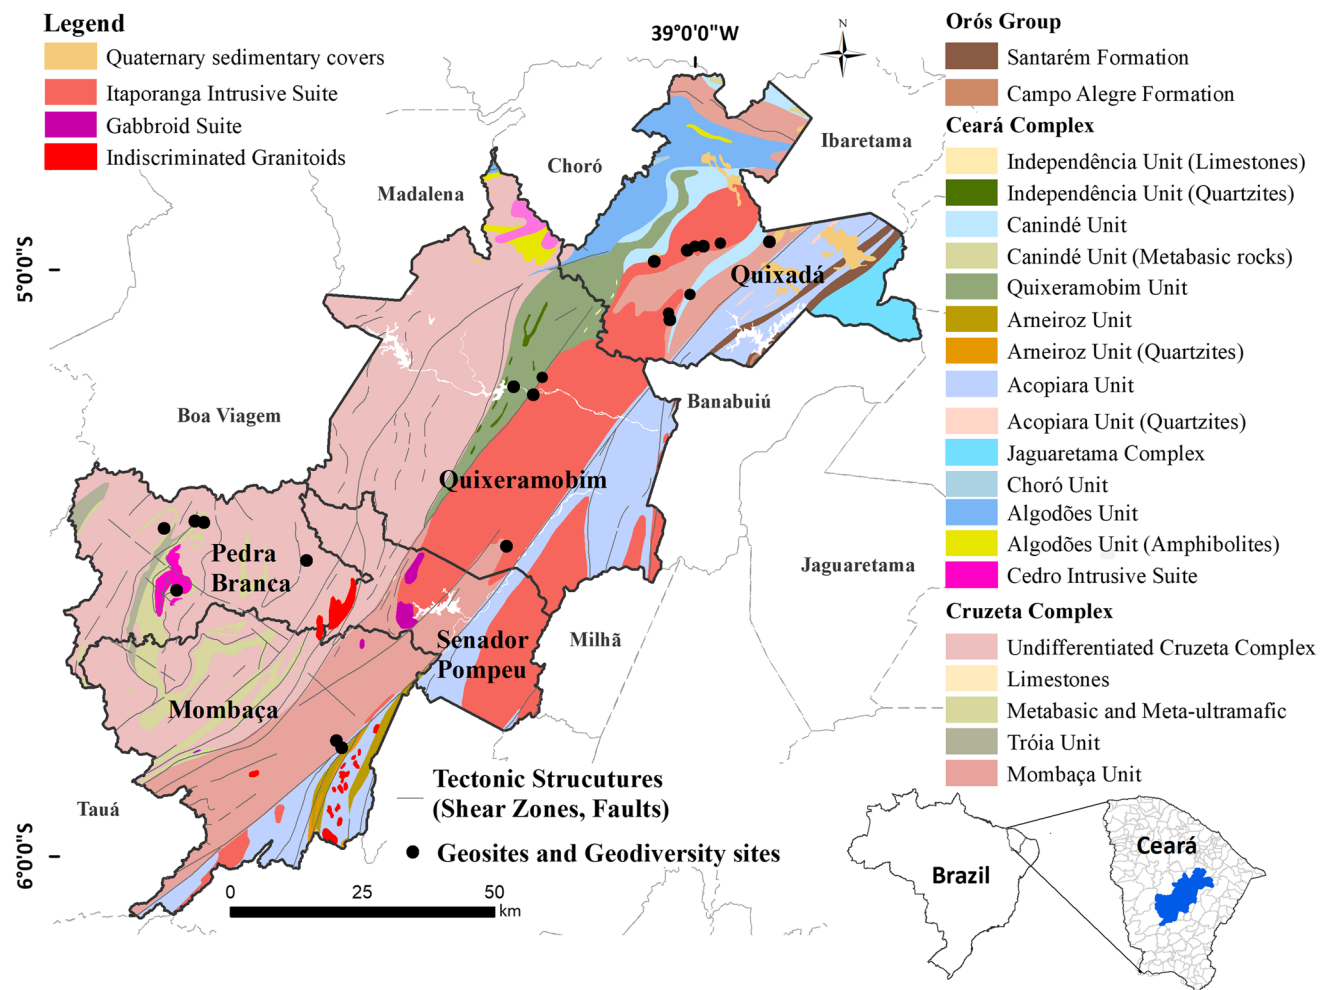 Legend
Quaternary sedimentary covers
Itaporanga Intrusive Suite
Gabbroid Suite
Indiscriminated Granitoids
39°0'0"W
N
Orós Group
Santarém Formation
Campo Alegre Formation
Ceará Complex
Independência Unit (Limestones)
Independência Unit (Quartzites)
Canindé Unit
Canindé Unit (Metabasic rocks)
Quixeramobim Unit
Arneiroz Unit
Arneiroz Unit (Quartzites)
Acopiara Unit
Acopiara Unit (Quartzites)
Jaguaretama Complex
Choró Unit
Algodões Unit
Algodões Unit (Amphibolites)
Cedro Intrusive Suite
Cruzeta Complex
Undifferentiated Cruzeta Complex
Limestones
Metabasic and Meta-ultramafic
Tróia Unit
Mombaça Unit
Ibaretama
Choró
Madalena
5°0'0"S
Quixadá
Banabuiú
Boa Viagem
Quixeramobim
Pedra
Branca
Jaguaretama
Senador
Pompeu
Milhã
Mombaça
Tauá
6°0'0"S
Tectonic Strucutures
(Shear Zones, Faults)
Geosites and Geodiversity sites
0 25 50
km
Brazil
Ceará